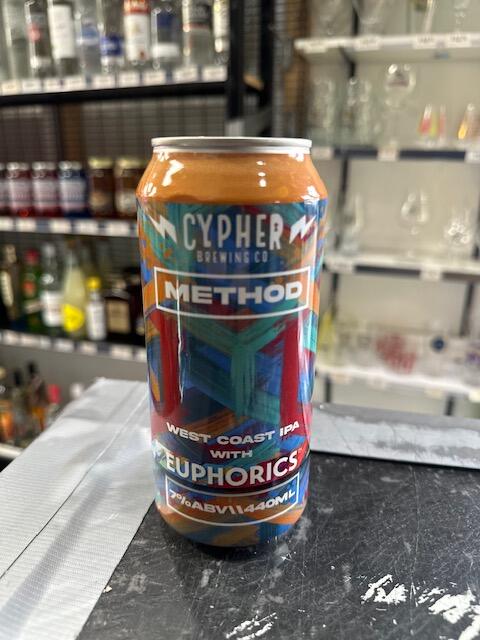 CYPHER
BREWING CO
METHOD
WEST COAST IPA
WITH
EUPHORICS
7%ABV\\440ML